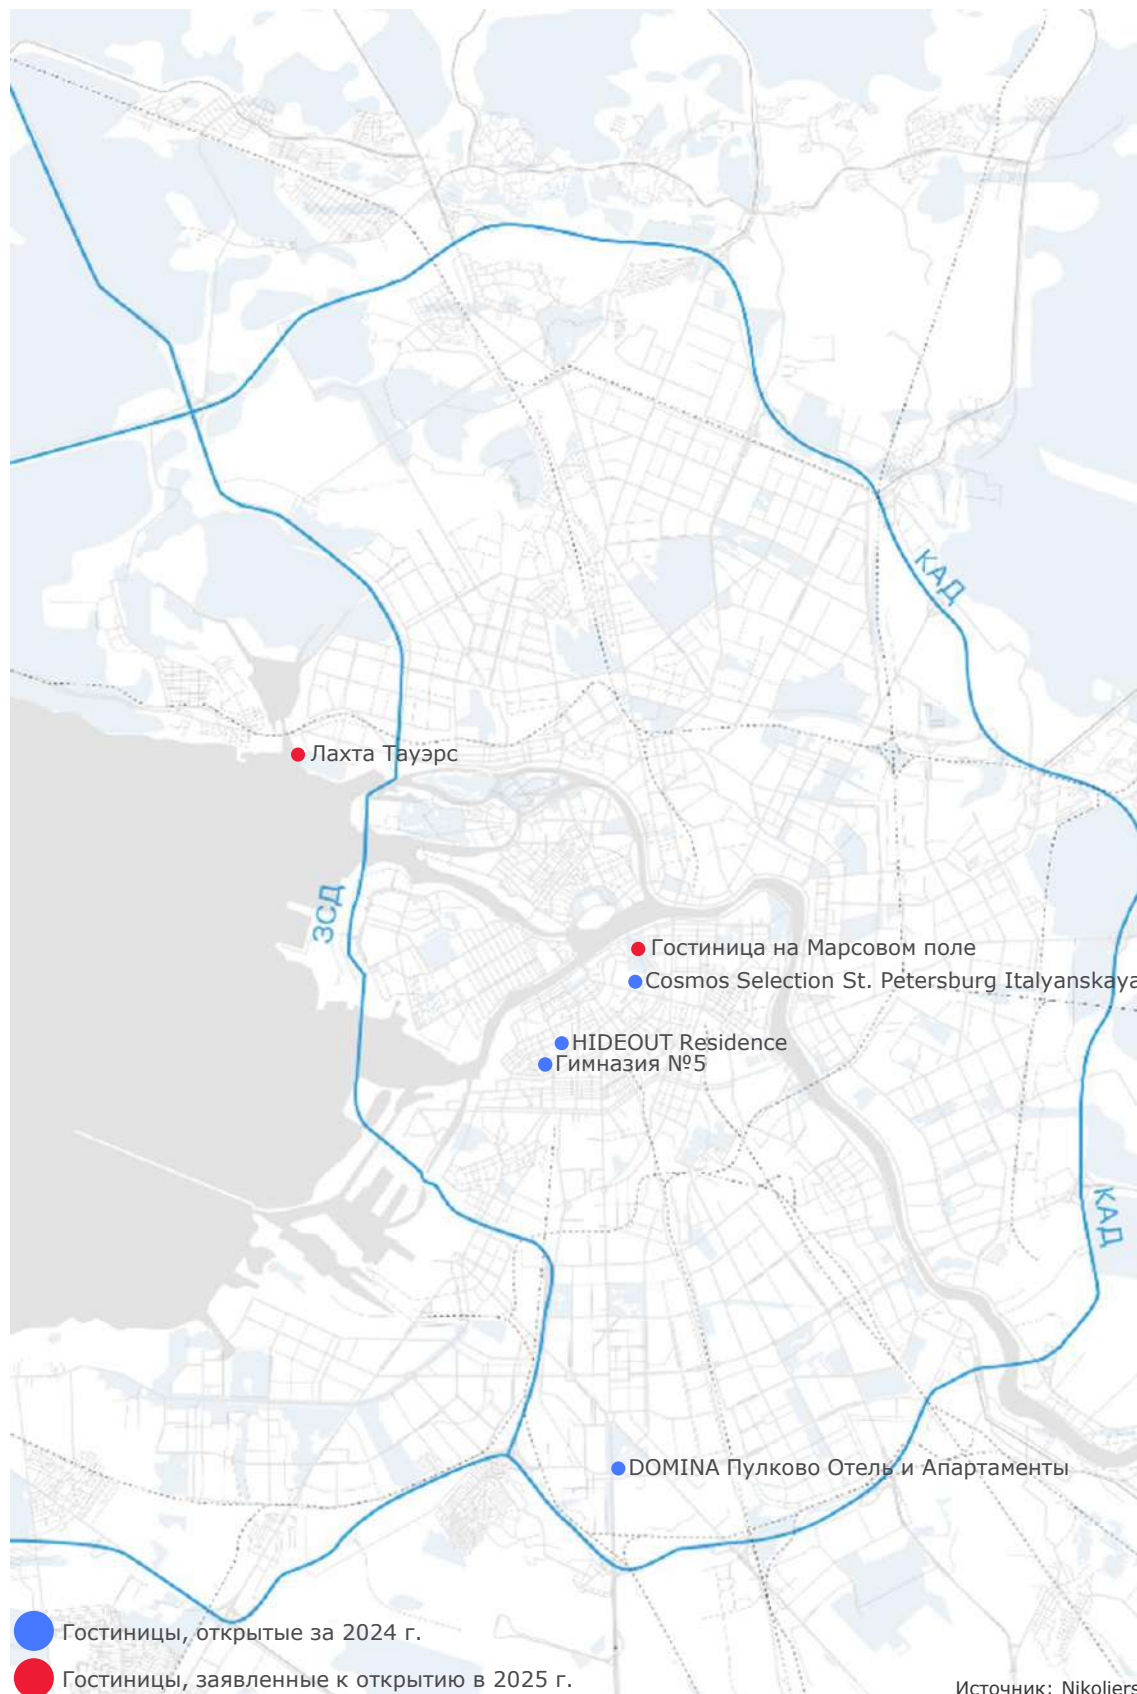 КАД
Лахта Тауэрс
ЗСД
Гостиница на Марсовом поле
Cosmos Selection St. Petersburg Italyanskaya
HIDEOUT Residence
Гимназия №5
КАД
DOMINA Пулково Отель и Апартаменты
Гостиницы, открытые за 2024 г.
Гостиницы, заявленные к открытию в 2025 г.
Источник: Nikoliers